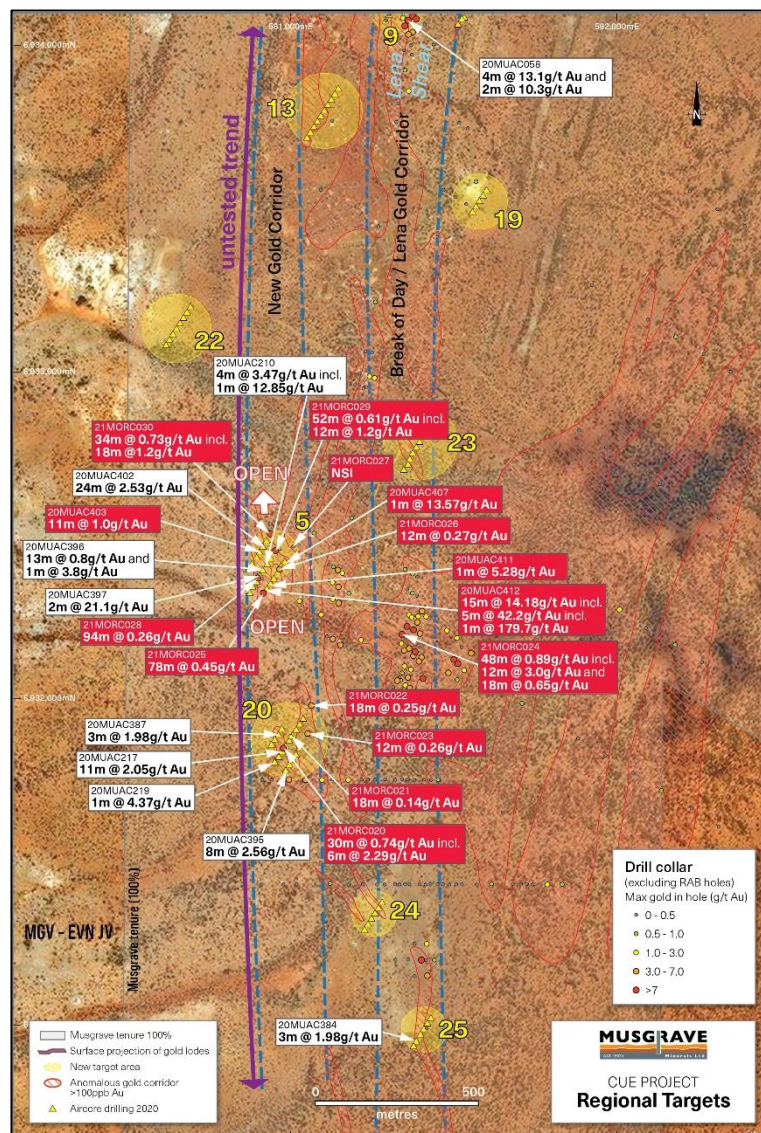 581,000mE
582,000mE
6,934,000mN
9
20MUAC058
4m @ 13.1g/t Au and
2m @ 10.3g/t Au
Lena
Shear
N
13
untested trend
New Gold Corridor
Break of Day / Lena Gold Corridor
19
22
20MUAC210
4m @ 3.47g/t Au incl.
1m @ 12.85g/t Au
21MORC030
34m @ 0.73g/t Au incl.
18m @1.2g/t Au
21MORC029
52m @ 0.61g/t Au incl.
12m @ 1.2g/t Au
23
20MUAC402
24m @ 2.53g/t Au
OPEN
21MORC027
NSI
20MUAC403
11m @ 1.0g/t Au
5
20MUAC407
1m @ 13.57g/t Au
20MUAC396
13m @ 0.8g/t Au and
1m @ 3.8g/t Au
21MORC026
12m @ 0.27g/t Au
20MUAC411
1m @ 5.28g/t Au
20MUAC397
2m @ 21.1g/t Au
20MUAC412
15m @ 14.18g/t Au incl.
5m @ 42.2g/t Au incl.
1m @ 179.7g/t Au
21MORC028
94m @ 0.26g/t Au
OPEN
21MORC025
78m @ 0.45g/t Au
21MORC024
48m @ 0.89g/t Au incl.
12m @ 3.0g/t Au and
18m @ 0.65g/t Au
6,932,000mN
20
21MORC022
18m @ 0.25g/t Au
20MUAC387
3m @ 1.98g/t Au
21MORC023
12m @ 0.26g/t Au
20MUAC217
11m @ 2.05g/t Au
20MUAC219
1m @ 4.37g/t Au
21MORC021
18m @ 0.14g/t Au
20MUAC395
8m @ 2.56g/t Au
21MORC020
30m @ 0.74g/t Au incl.
6m @ 2.29g/t Au
Drill collar
(excluding RAB holes)
Max gold in hole (g/t Au)
0 - 0.5
0.5 - 1.0
1.0 - 3.0
3.0 - 7.0
>7
24
MGV - EVN JV
Musgrave tenure (100%)
20MUAC384
3m @ 1.98g/t Au
25
Musgrave tenure 100%
Surface projection of gold lodes
New target area
Anomalous gold corridor
>100ppb Au
Aircore drilling 2020
0
500
metres
MUSGRAVE
Minerals Ltd
CUE PROJECT
Regional Targets